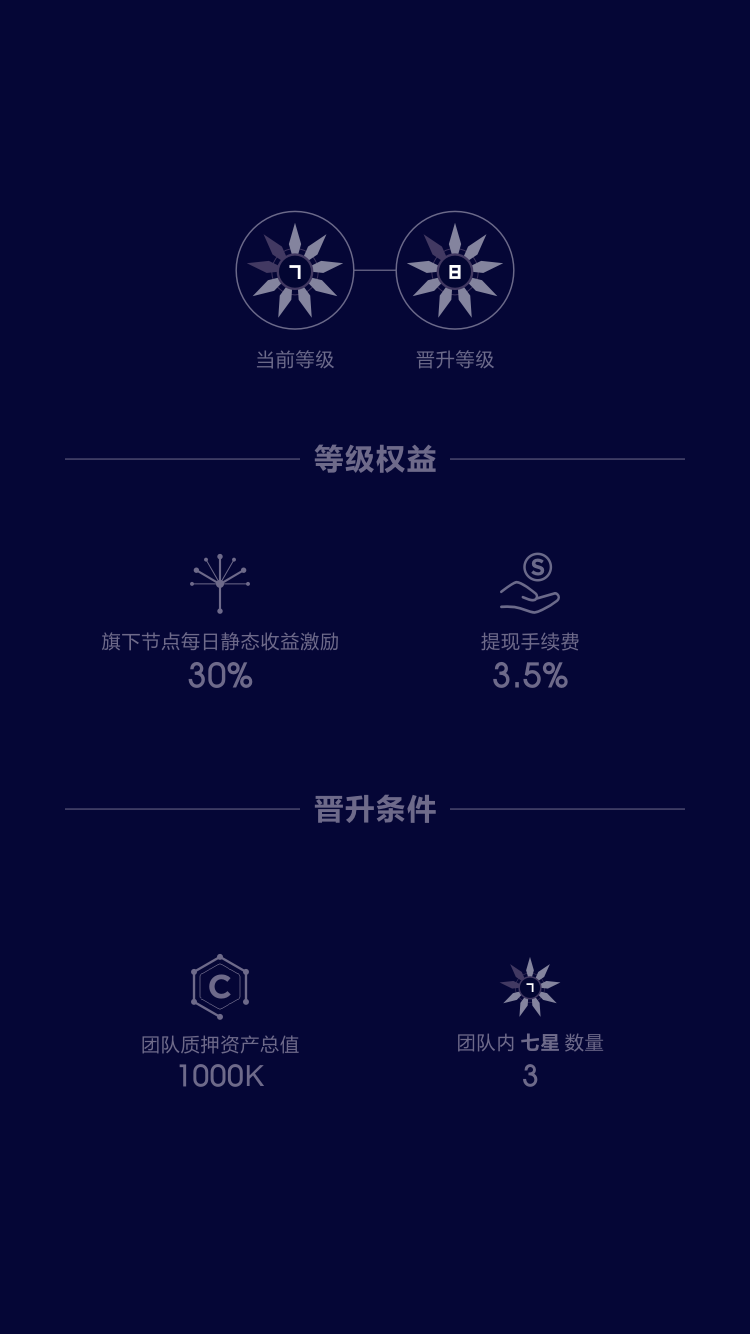 7 8
当前等级 晋升等级
等级权益
S
旗下节点每日静态收益激励 提现手续费
30% 3.5%
晋升条件
C 7
团队质押资产总值 团队内 七星 数量
1000K 3